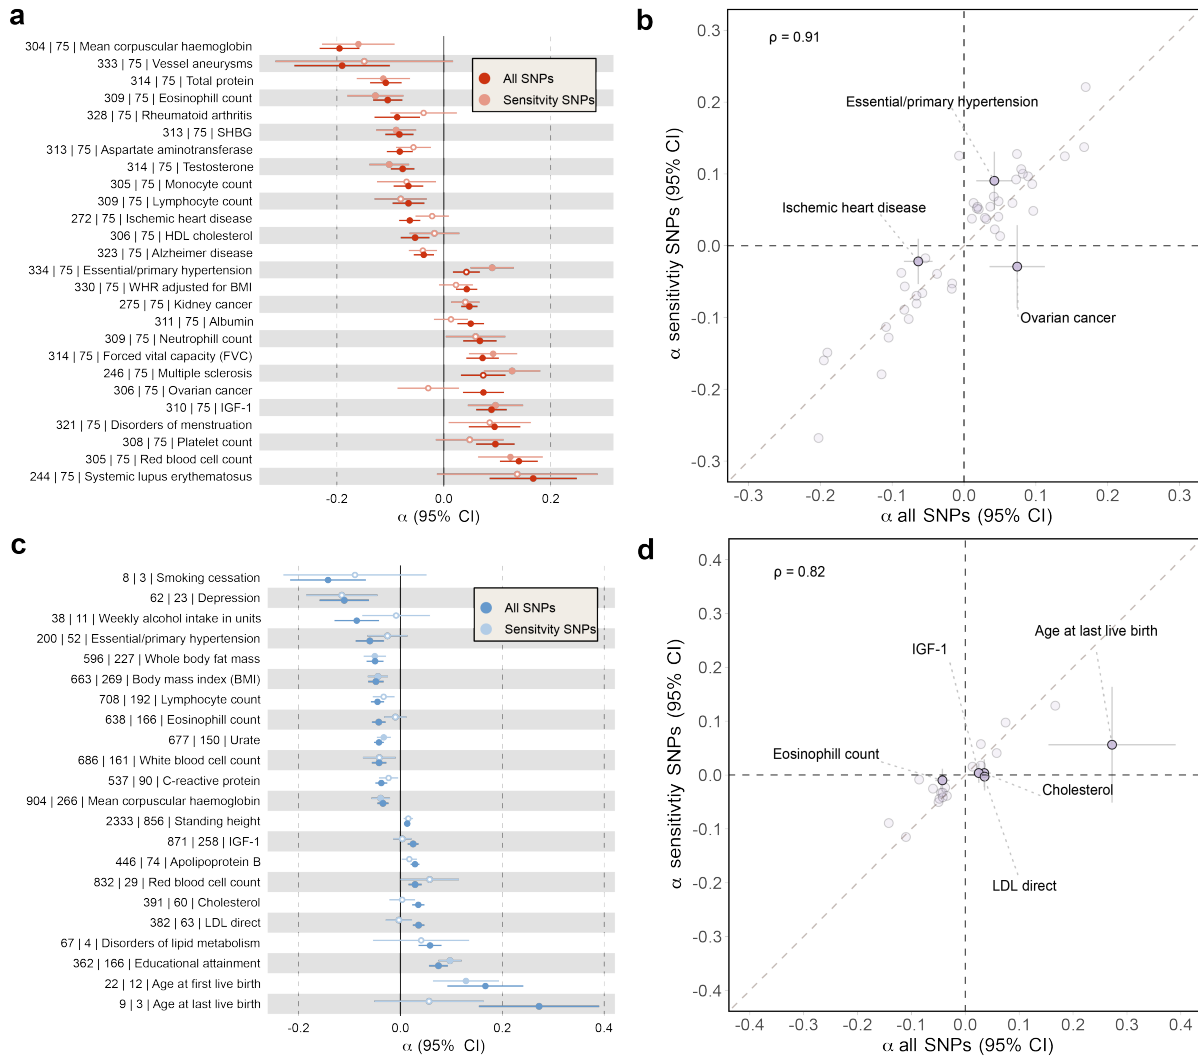 a
304 | 75 | Mean corpuscular haemoglobin
333 | 75 | Vessel aneurysms
314 | 75 | Total protein
309 | 75 | Eosinophill count
328 | 75 | Rheumatoid arthritis
313 | 75 | SHBG
313 | 75 | Aspartate aminotransferase
314 | 75 | Testosterone
305 | 75 | Monocyte count
309 | 75 | Lymphocyte count
272 | 75 | Ischemic heart disease
306 | 75 | HDL cholesterol
323 | 75 | Alzheimer disease
334 | 75 | Essential/primary hypertension
330 | 75 | WHR adjusted for BMI
275 | 75 | Kidney cancer
311 | 75 | Albumin
309 | 75 | Neutrophill count
314 | 75 | Forced vital capacity (FVC)
246 | 75 | Multiple sclerosis
306 | 75 | Ovarian cancer
310 | 75 | IGF-1
321 | 75 | Disorders of menstruation
308 | 75 | Platelet count
305 | 75 | Red blood cell count
244 | 75 | Systemic lupus erythematosus
All SNPs
Sensitvity SNPs
-0.2 0.0 0.2
α (95% CI)
b
ρ = 0.91
Essential/primary hypertension
Ischemic heart disease
Ovarian cancer
0.3
0.2
0.1
0.0
-0.1
-0.2
-0.3
α sensitivtiy SNPs (95% CI)
-0.3 -0.2 -0.1 0.0 0.1 0.2 0.3
α all SNPs (95% CI)
c
8 | 3 | Smoking cessation
62 | 23 | Depression
38 | 11 | Weekly alcohol intake in units
200 | 52 | Essential/primary hypertension
596 | 227 | Whole body fat mass
663 | 269 | Body mass index (BMI)
708 | 192 | Lymphocyte count
638 | 166 | Eosinophill count
677 | 150 | Urate
686 | 161 | White blood cell count
537 | 90 | C-reactive protein
904 | 266 | Mean corpuscular haemoglobin
2333 | 856 | Standing height
871 | 258 | IGF-1
446 | 74 | Apolipoprotein B
832 | 29 | Red blood cell count
391 | 60 | Cholesterol
382 | 63 | LDL direct
67 | 4 | Disorders of lipid metabolism
362 | 166 | Educational attainment
22 | 12 | Age at first live birth
9 | 3 | Age at last live birth
All SNPs
Sensitvity SNPs
-0.2 0.0 0.2 0.4
α (95% CI)
d
ρ = 0.82
Age at last live birth
IGF-1
Eosinophill count
Cholesterol
LDL direct
0.4
0.3
0.2
0.1
0.0
-0.1
-0.2
-0.3
-0.4
α sensitivtiy SNPs (95% CI)
-0.4 -0.3 -0.2 -0.1 0.0 0.1 0.2 0.3 0.4
α all SNPs (95% CI)